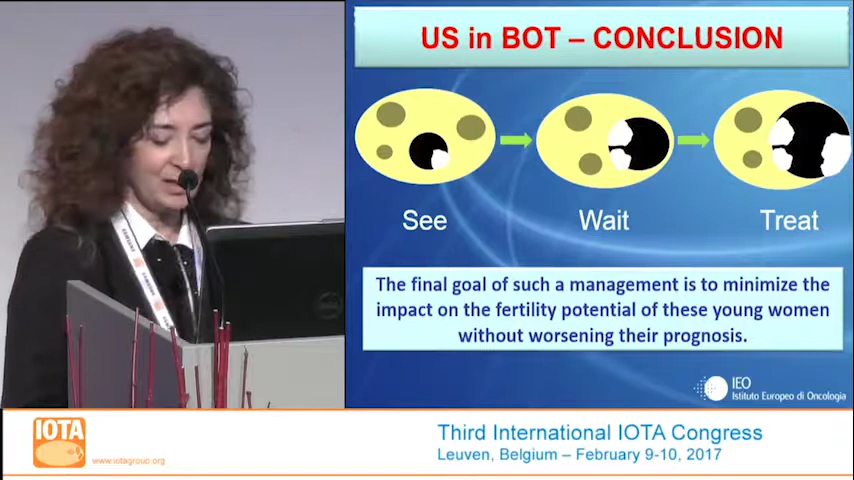 US in BOT – CONCLUSION
See
Wait
Treat
The final goal of such a management is to minimize the
impact on the fertility potential of these young women
without worsening their prognosis.
IEO
Istituto Europeo di Oncologia
IOTA
www.iotagroup.org
Third International IOTA Congress
Leuven, Belgium – February 9-10, 2017